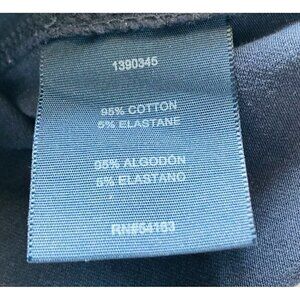 1390345
95% COTTON
5% ELASTANE
95% ALGODÓN
5% ELASTANO
RN#54163